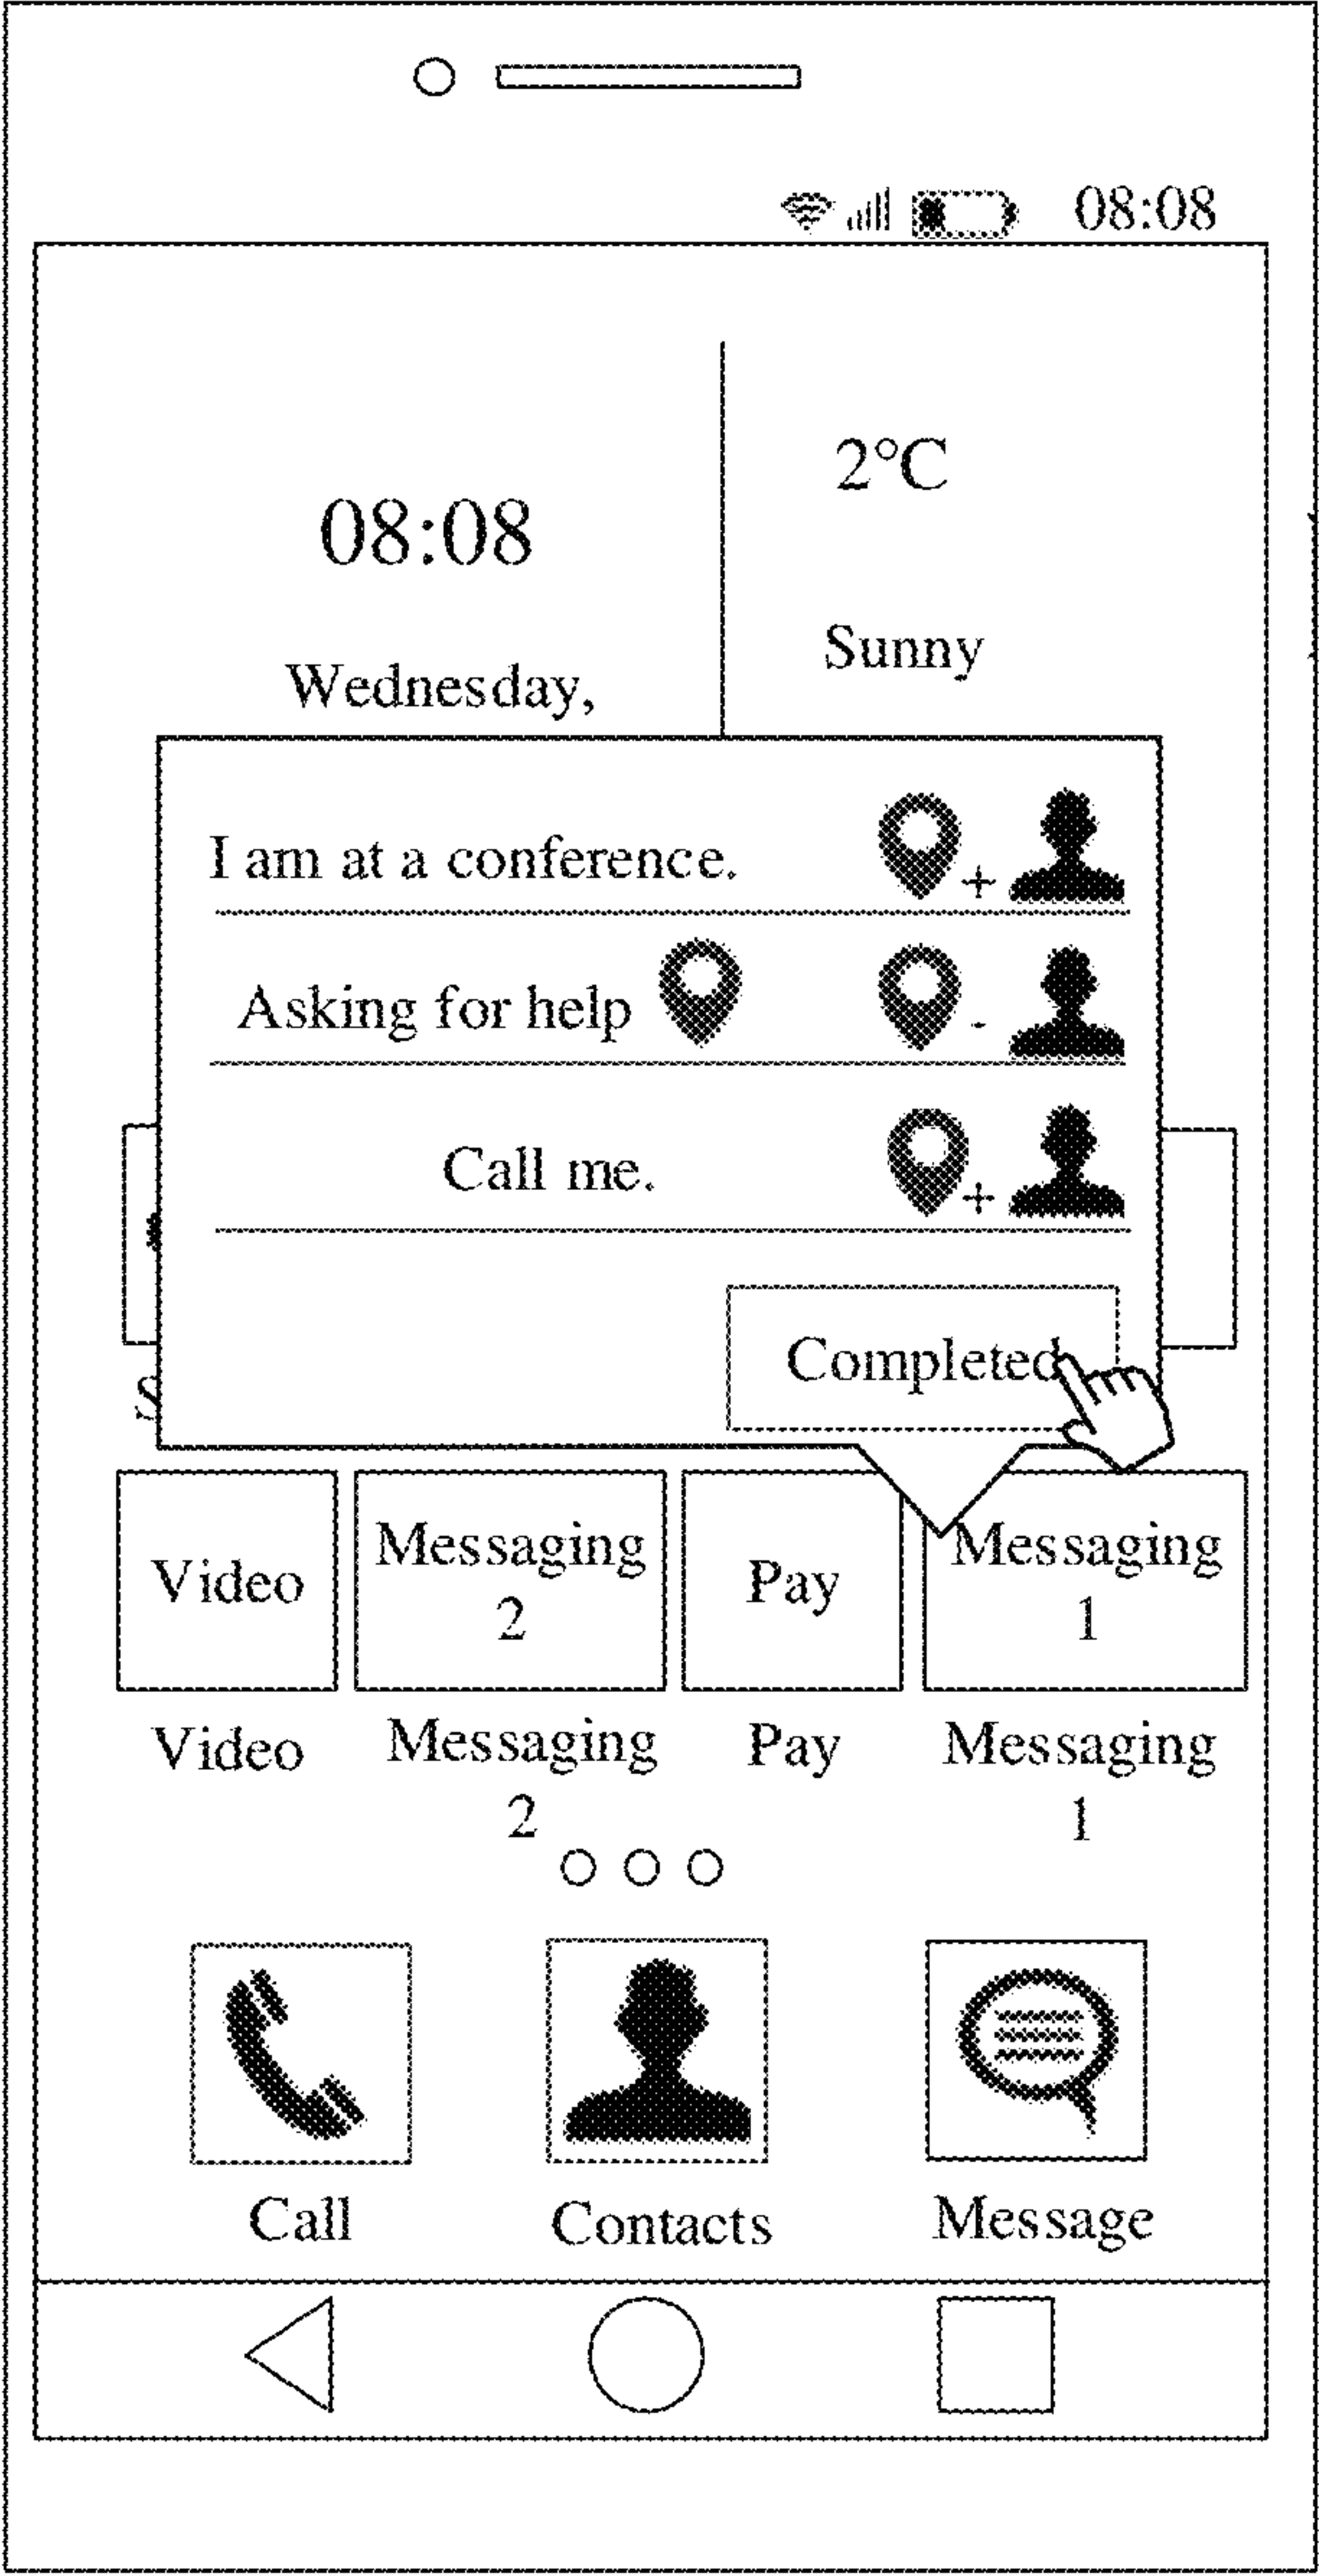 08:08
2°C
08:08
Sunny
Wednesday,
I am at a conference.
+
Asking for help
-
Call me.
+
Completed
S
Video
Messaging
2
Pay
Messaging
1
Video
Messaging
2
Pay
Messaging
1
Call
Contacts
Message